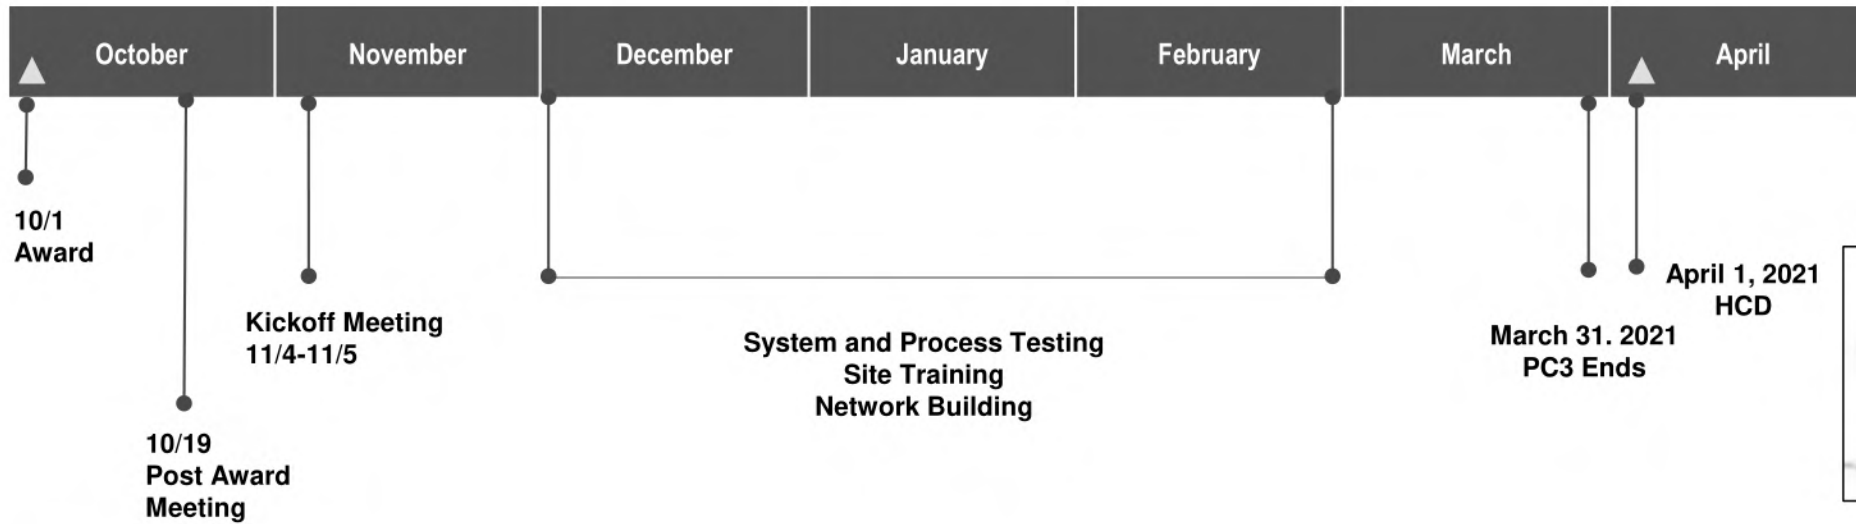 October November December January February March April
10/1
Award
10/19
Post Award
Meeting
Kickoff Meeting
11/4-11/5
System and Process Testing
Site Training
Network Building
March 31. 2021
PC3 Ends
April 1, 2021
HCD